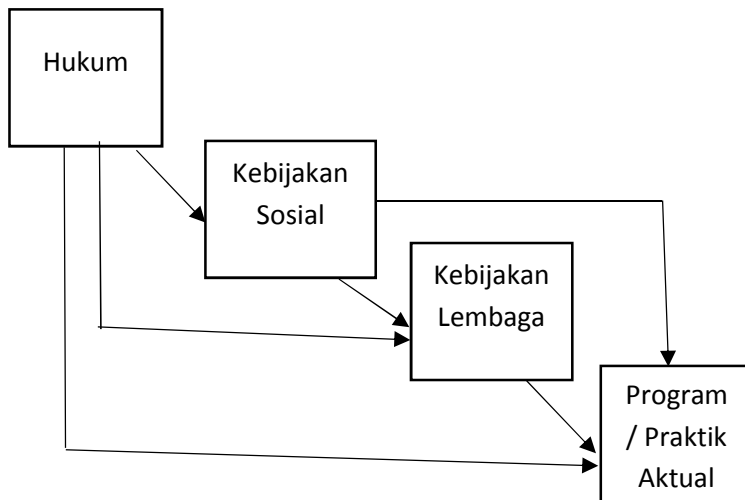 Hukum
Kebijakan
Sosial
Kebijakan
Lembaga
Program
/ Praktik
Aktual